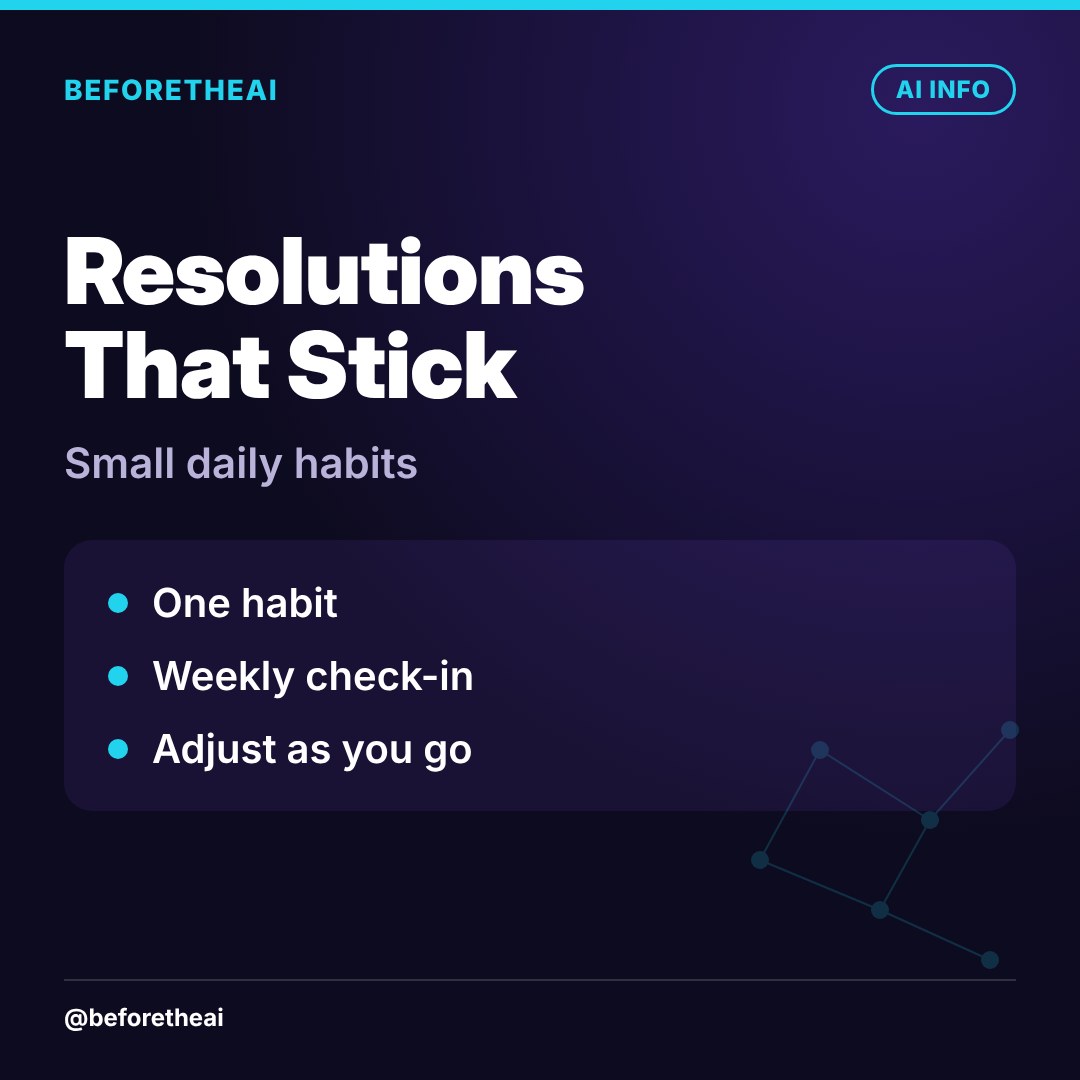 BEFORETHEAI
AI INFO
Resolutions
That Stick
Small daily habits
One habit
Weekly check-in
Adjust as you go
@beforetheai